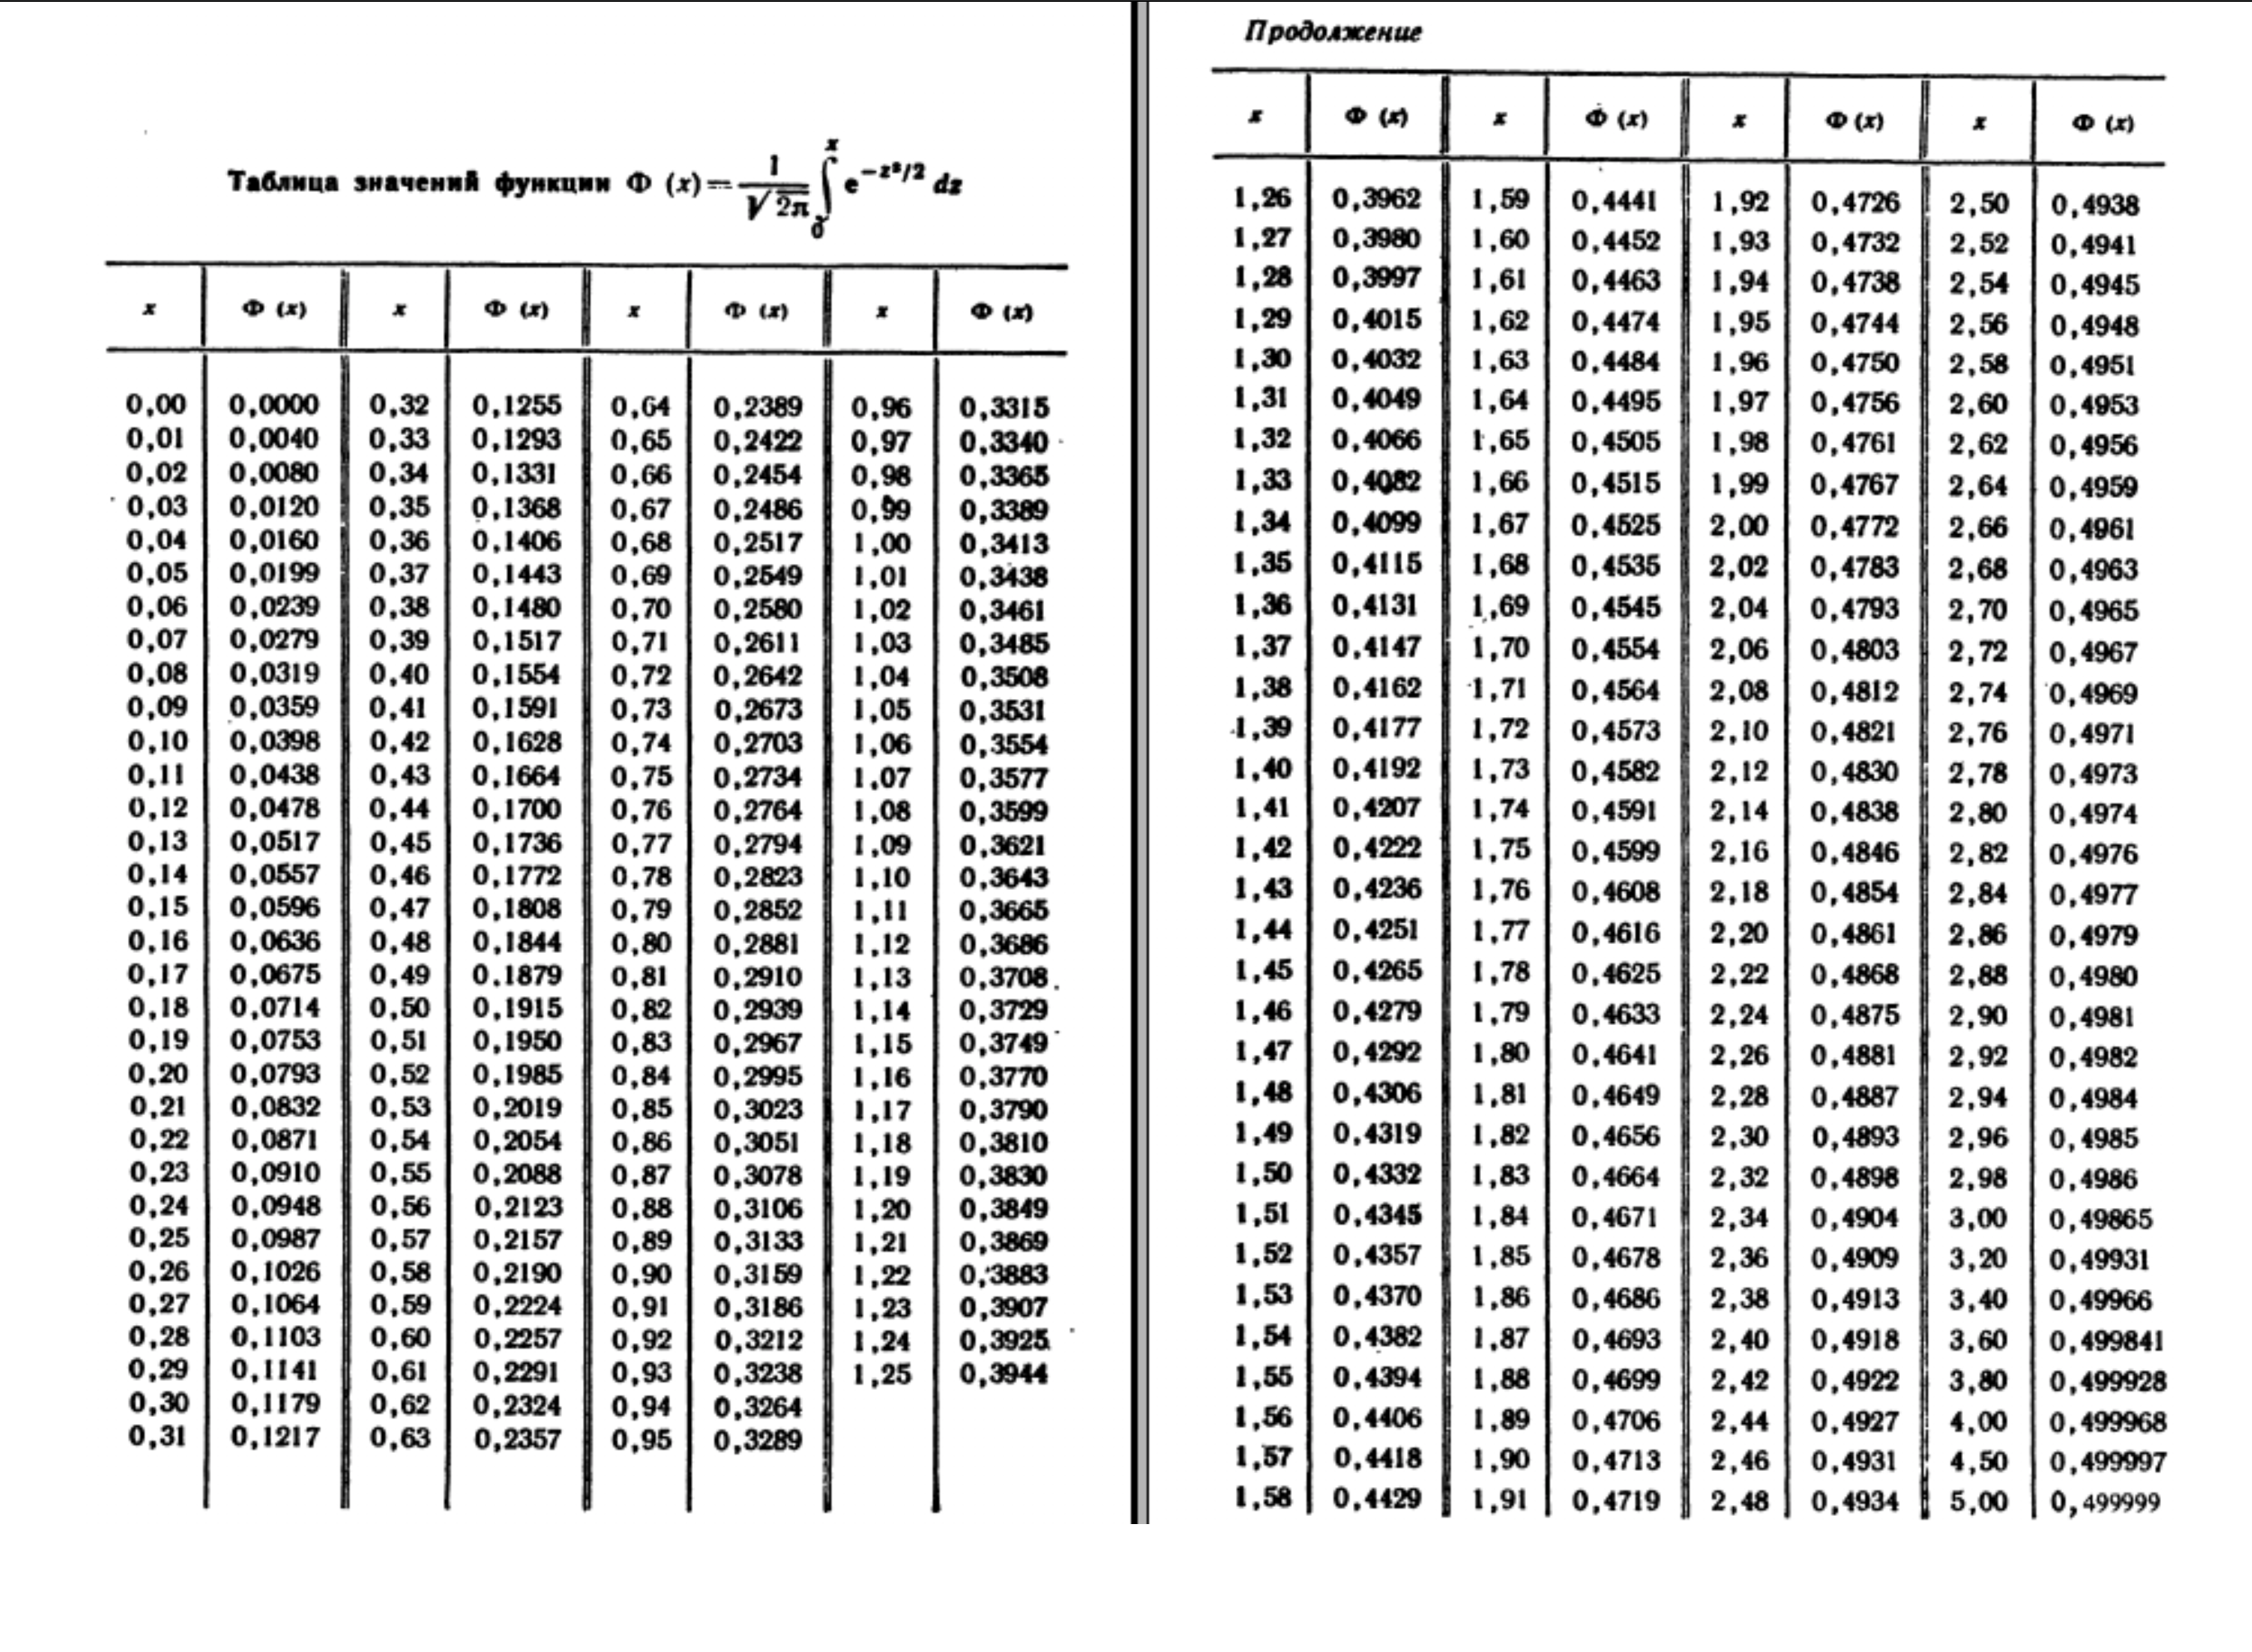 Таблица значений функции Φ (x) = 1/√2π ∫₀ˣ e^{−z²/2} dz
x Φ (x) x Φ (x) x Φ (x) x Φ (x)
0,00 0,0000 0,32 0,1255 0,64 0,2389 0,96 0,3315
0,01 0,0040 0,33 0,1293 0,65 0,2422 0,97 0,3340
0,02 0,0080 0,34 0,1331 0,66 0,2454 0,98 0,3365
0,03 0,0120 0,35 0,1368 0,67 0,2486 0,99 0,3389
0,04 0,0160 0,36 0,1406 0,68 0,2517 1,00 0,3413
0,05 0,0199 0,37 0,1443 0,69 0,2549 1,01 0,3438
0,06 0,0239 0,38 0,1480 0,70 0,2580 1,02 0,3461
0,07 0,0279 0,39 0,1517 0,71 0,2611 1,03 0,3485
0,08 0,0319 0,40 0,1554 0,72 0,2642 1,04 0,3508
0,09 0,0359 0,41 0,1591 0,73 0,2673 1,05 0,3531
0,10 0,0398 0,42 0,1628 0,74 0,2703 1,06 0,3554
0,11 0,0438 0,43 0,1664 0,75 0,2734 1,07 0,3577
0,12 0,0478 0,44 0,1700 0,76 0,2764 1,08 0,3599
0,13 0,0517 0,45 0,1736 0,77 0,2794 1,09 0,3621
0,14 0,0557 0,46 0,1772 0,78 0,2823 1,10 0,3643
0,15 0,0596 0,47 0,1808 0,79 0,2852 1,11 0,3665
0,16 0,0636 0,48 0,1844 0,80 0,2881 1,12 0,3686
0,17 0,0675 0,49 0.1879 0,81 0,2910 1,13 0,3708
0,18 0,0714 0,50 0,1915 0,82 0,2939 1,14 0,3729
0,19 0,0753 0,51 0,1950 0,83 0,2967 1,15 0,3749
0,20 0,0793 0,52 0,1985 0,84 0,2995 1,16 0,3770
0,21 0,0832 0,53 0,2019 0,85 0,3023 1,17 0,3790
0,22 0,0871 0,54 0,2054 0,86 0,3051 1,18 0,3810
0,23 0,0910 0,55 0,2088 0,87 0,3078 1,19 0,3830
0,24 0,0948 0,56 0,2123 0,88 0,3106 1,20 0,3849
0,25 0,0987 0,57 0,2157 0,89 0,3133 1,21 0,3869
0,26 0,1026 0,58 0,2190 0,90 0,3159 1,22 0,3883
0,27 0,1064 0,59 0,2224 0,91 0,3186 1,23 0,3907
0,28 0,1103 0,60 0,2257 0,92 0,3212 1,24 0,3925
0,29 0,1141 0,61 0,2291 0,93 0,3238 1,25 0,3944
0,30 0,1179 0,62 0,2324 0,94 0,3264
0,31 0,1217 0,63 0,2357 0,95 0,3289
Продолжение
x Φ (x) x Φ (x) x Φ (x) x Φ (x)
1,26 0,3962 1,59 0,4441 1,92 0,4726 2,50 0,4938
1,27 0,3980 1,60 0,4452 1,93 0,4732 2,52 0,4941
1,28 0,3997 1,61 0,4463 1,94 0,4738 2,54 0,4945
1,29 0,4015 1,62 0,4474 1,95 0,4744 2,56 0,4948
1,30 0,4032 1,63 0,4484 1,96 0,4750 2,58 0,4951
1,31 0,4049 1,64 0,4495 1,97 0,4756 2,60 0,4953
1,32 0,4066 1,65 0,4505 1,98 0,4761 2,62 0,4956
1,33 0,4082 1,66 0,4515 1,99 0,4767 2,64 0,4959
1,34 0,4099 1,67 0,4525 2,00 0,4772 2,66 0,4961
1,35 0,4115 1,68 0,4535 2,02 0,4783 2,68 0,4963
1,36 0,4131 1,69 0,4545 2,04 0,4793 2,70 0,4965
1,37 0,4147 1,70 0,4554 2,06 0,4803 2,72 0,4967
1,38 0,4162 1,71 0,4564 2,08 0,4812 2,74 0,4969
1,39 0,4177 1,72 0,4573 2,10 0,4821 2,76 0,4971
1,40 0,4192 1,73 0,4582 2,12 0,4830 2,78 0,4973
1,41 0,4207 1,74 0,4591 2,14 0,4838 2,80 0,4974
1,42 0,4222 1,75 0,4599 2,16 0,4846 2,82 0,4976
1,43 0,4236 1,76 0,4608 2,18 0,4854 2,84 0,4977
1,44 0,4251 1,77 0,4616 2,20 0,4861 2,86 0,4979
1,45 0,4265 1,78 0,4625 2,22 0,4868 2,88 0,4980
1,46 0,4279 1,79 0,4633 2,24 0,4875 2,90 0,4981
1,47 0,4292 1,80 0,4641 2,26 0,4881 2,92 0,4982
1,48 0,4306 1,81 0,4649 2,28 0,4887 2,94 0,4984
1,49 0,4319 1,82 0,4656 2,30 0,4893 2,96 0,4985
1,50 0,4332 1,83 0,4664 2,32 0,4898 2,98 0,4986
1,51 0,4345 1,84 0,4671 2,34 0,4904 3,00 0,49865
1,52 0,4357 1,85 0,4678 2,36 0,4909 3,20 0,49931
1,53 0,4370 1,86 0,4686 2,38 0,4913 3,40 0,49966
1,54 0,4382 1,87 0,4693 2,40 0,4918 3,60 0,499841
1,55 0,4394 1,88 0,4699 2,42 0,4922 3,80 0,499928
1,56 0,4406 1,89 0,4706 2,44 0,4927 4,00 0,499968
1,57 0,4418 1,90 0,4713 2,46 0,4931 4,50 0,499997
1,58 0,4429 1,91 0,4719 2,48 0,4934 5,00 0,499999